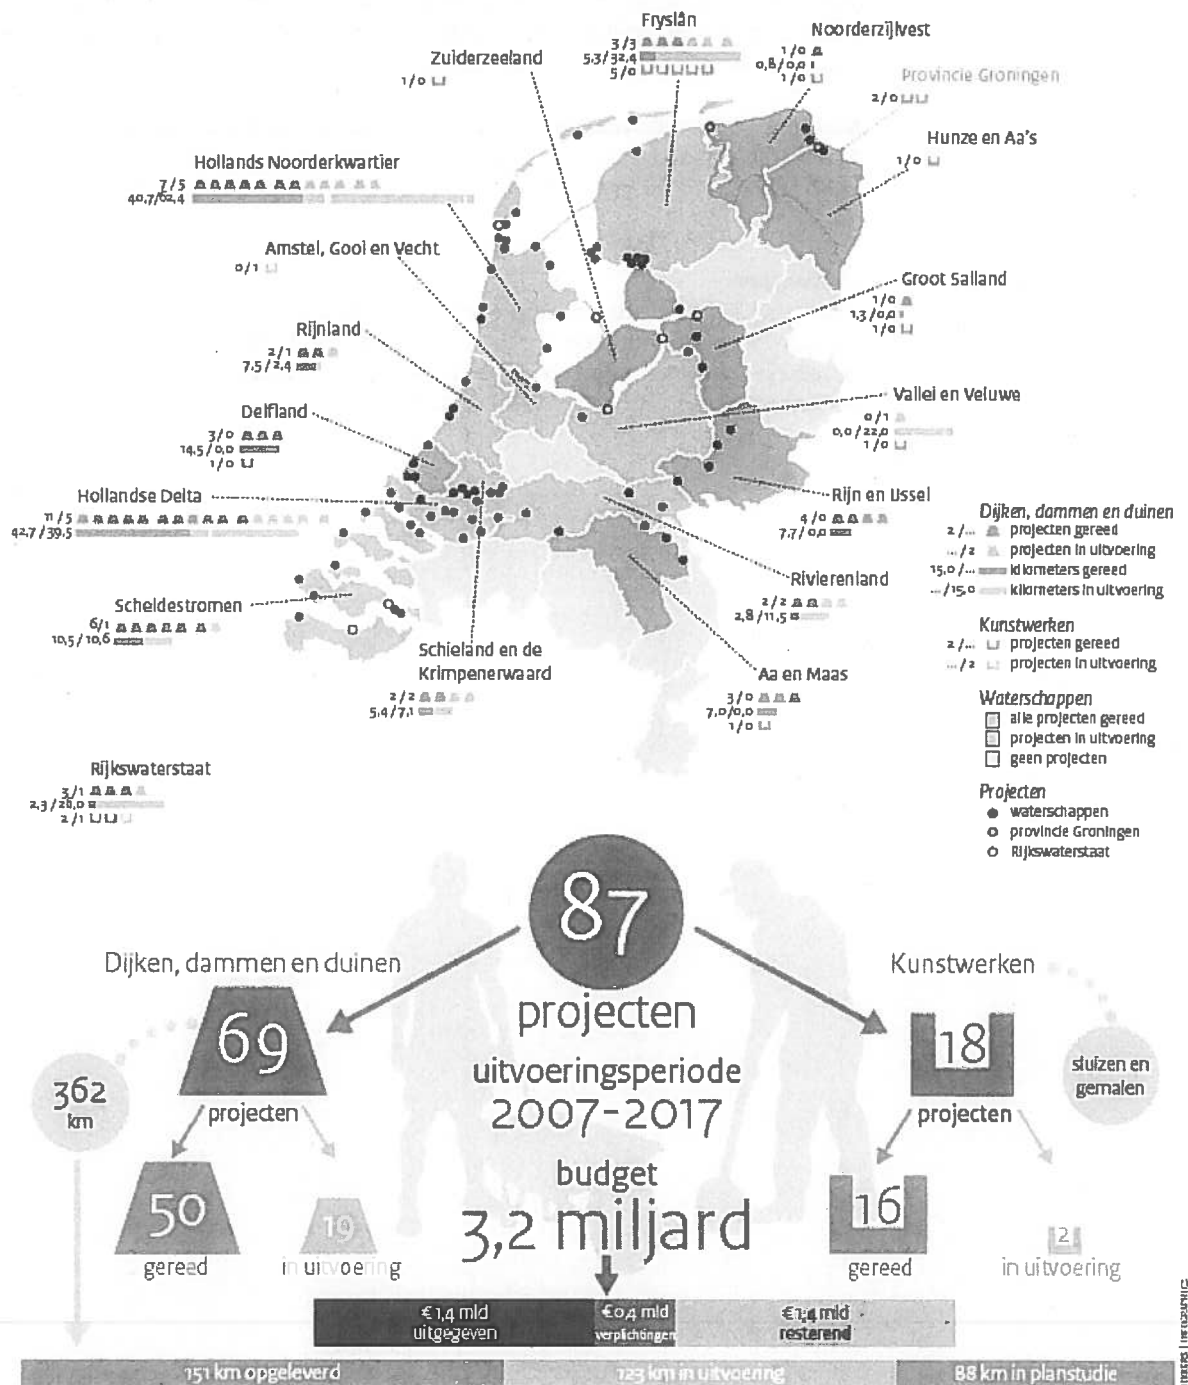 Fryslân
3/3
5,3/32,4
5/0
Noorderzijlvest
1/0
0,8/0,0
1/0
Zuiderzeeland
1/0
Provincie Groningen
2/0
Hunze en Aa's
1/0
Hollands Noorderkwartier
7/5
40,7/62,4
Amstel, Gooi en Vecht
0/1
Groot Salland
1/0
1,3/0,0
1/0
Rijnland
2/1
7,5/2,4
Vallei en Veluwe
0/1
0,0/22,0
1/0
Delfland
3/0
14,5/0,0
1/0
Hollandse Delta
11/5
42,7/39,5
Rijn en IJssel
4/0
7,7/0,0
Rivierenland
2/2
2,8/11,5
Scheldestromen
6/1
10,5/10,6
Schieland en de
Krimpenerwaard
2/2
5,4/7,1
Aa en Maas
3/0
7,0/0,0
1/0
Dijken, dammen en duinen
2/... projecten gereed
.../2 projecten in uitvoering
15,0/... kilometers gereed
.../15,0 kilometers in uitvoering
Kunstwerken
2/... projecten gereed
.../2 projecten in uitvoering
Waterschappen
alle projecten gereed
projecten in uitvoering
geen projecten
Projecten
waterschappen
provincie Groningen
Rijkswaterstaat
Rijkswaterstaat
3/1
2,3/28,0
2/1
87
projecten
uitvoeringsperiode
2007-2017
budget
3,2 miljard
Dijken, dammen en duinen
69
projecten
362
km
50
gereed
19
in uitvoering
Kunstwerken
18
projecten
sluizen en
gemalen
16
gereed
2
in uitvoering
€1,4 mld
uitgegeven
€0,4 mld
verplichtingen
€1,4 mld
resterend
151 km opgeleverd
123 km in uitvoering
88 km in planstudie